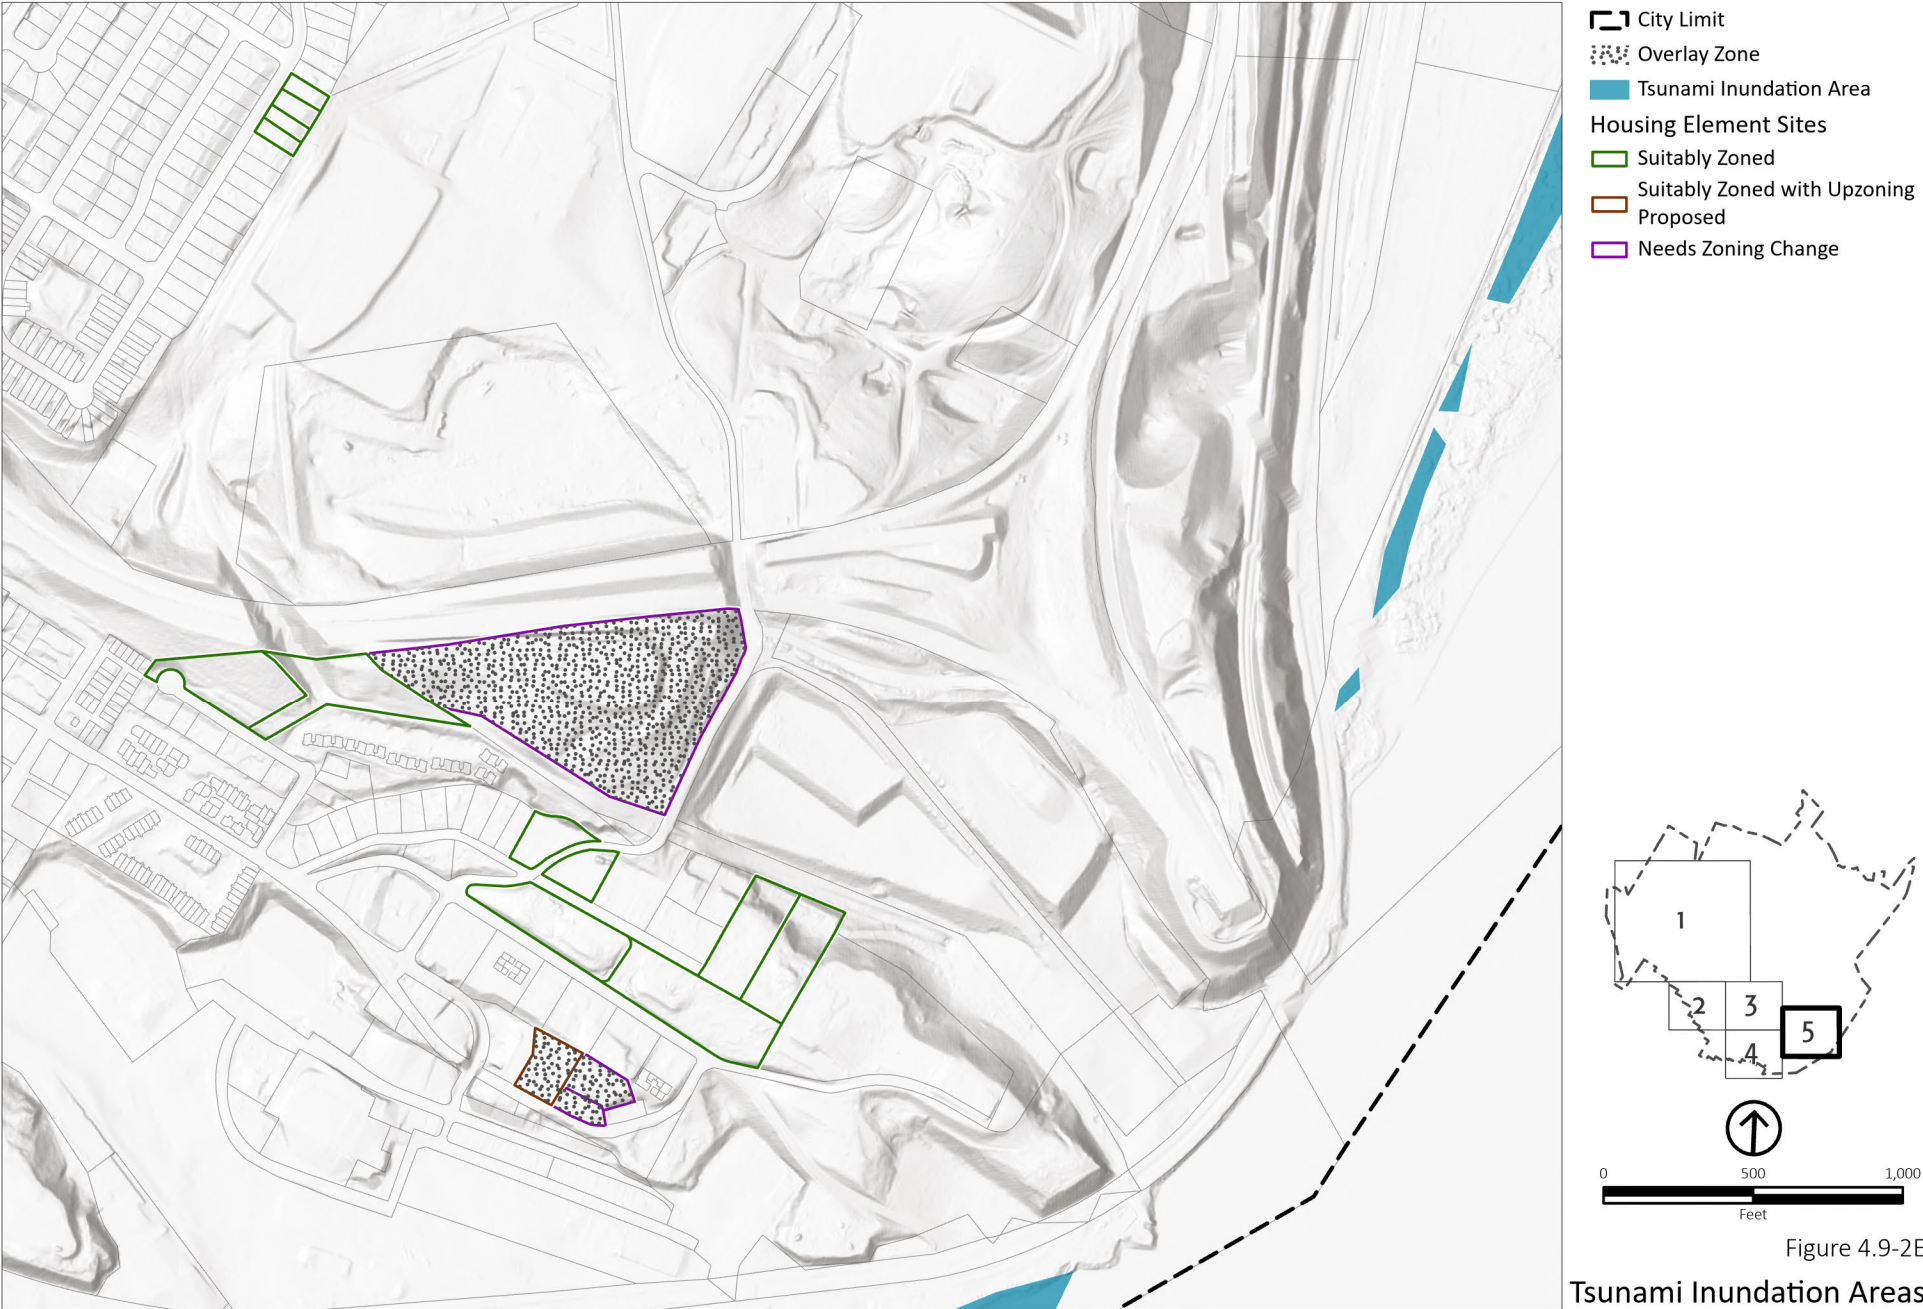 City Limit
Overlay Zone
Tsunami Inundation Area
Housing Element Sites
Suitably Zoned
Suitably Zoned with Upzoning
Proposed
Needs Zoning Change
1
2
3
4
5
0 500 1,000
Feet
Figure 4.9-2E
Tsunami Inundation Areas